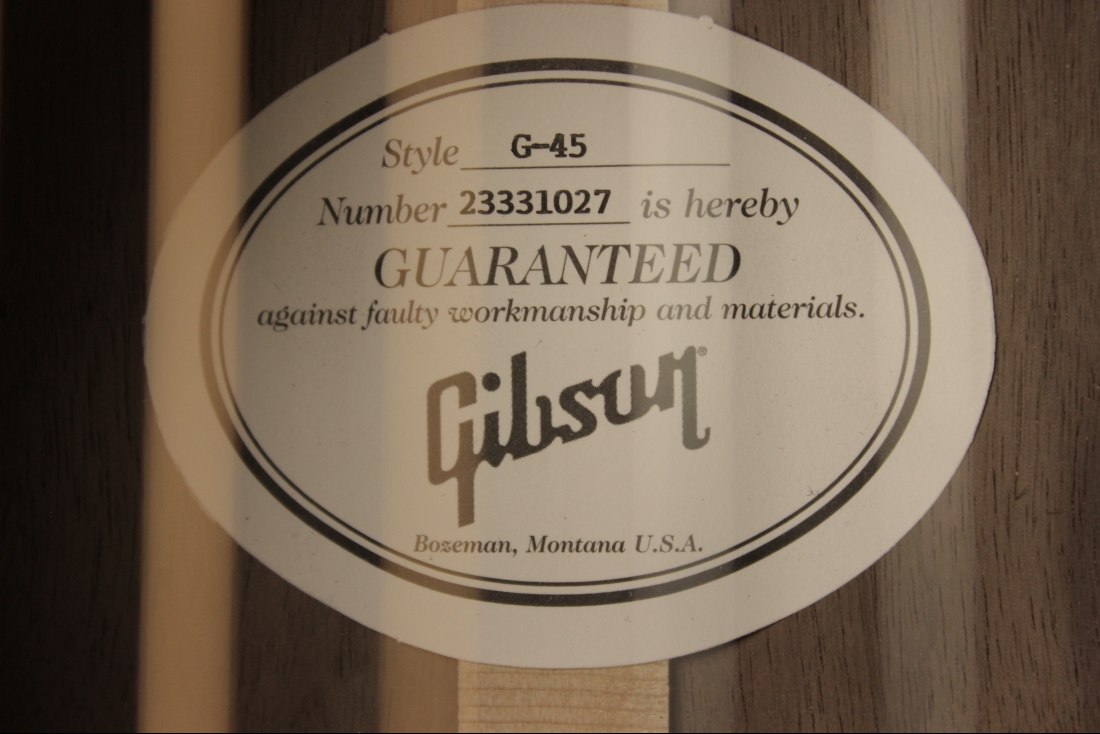 Style G-45
Number 23331027 is hereby
GUARANTEED
against faulty workmanship and materials.
Gibson®
Bozeman, Montana U.S.A.